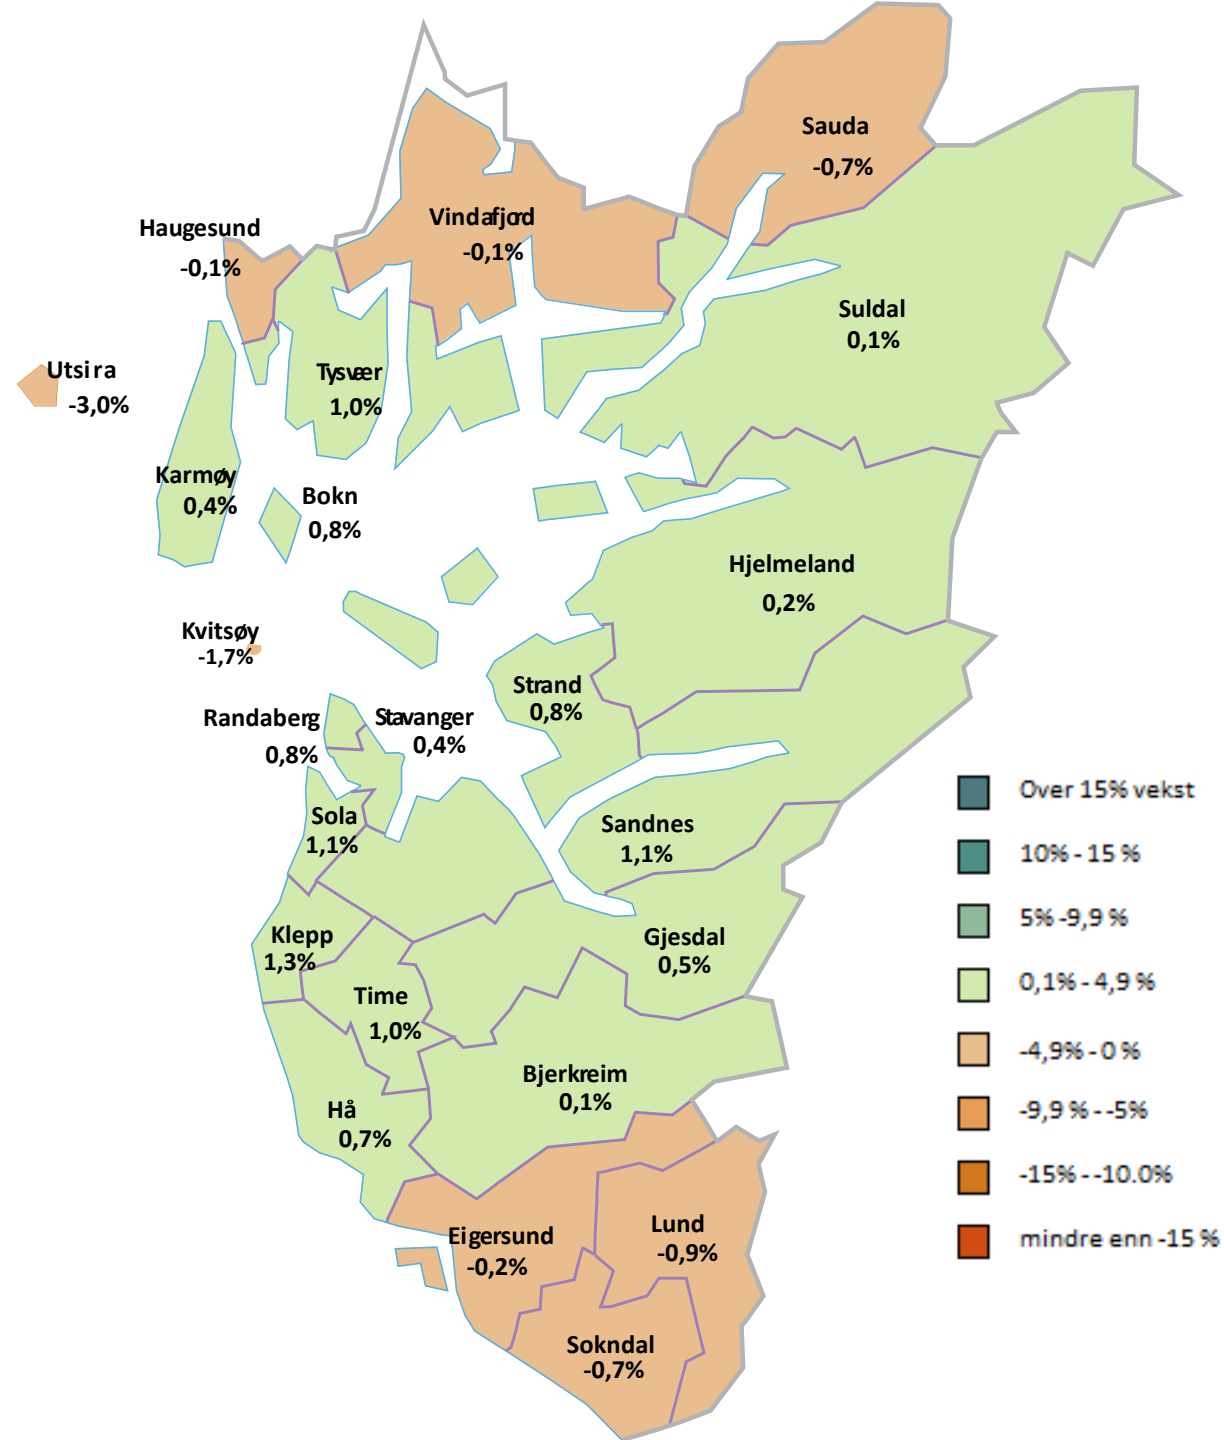 Sauda
-0,7%
Haugesund
-0,1%
Vindafjord
-0,1%
Suldal
0,1%
Utsira
-3,0%
Tysvær
1,0%
Karmøy
0,4%
Bokn
0,8%
Hjelmeland
0,2%
Kvitsøy
-1,7%
Strand
0,8%
Randaberg
0,8%
Stavanger
0,4%
Sola
1,1%
Sandnes
1,1%
Klepp
1,3%
Gjesdal
0,5%
Time
1,0%
Bjerkreim
0,1%
Hå
0,7%
Eigersund
-0,2%
Lund
-0,9%
Sokndal
-0,7%
Over 15% vekst
10% - 15 %
5% -9,9 %
0,1% - 4,9 %
-4,9% - 0 %
-9,9 % - -5%
-15% - -10.0%
mindre enn -15 %